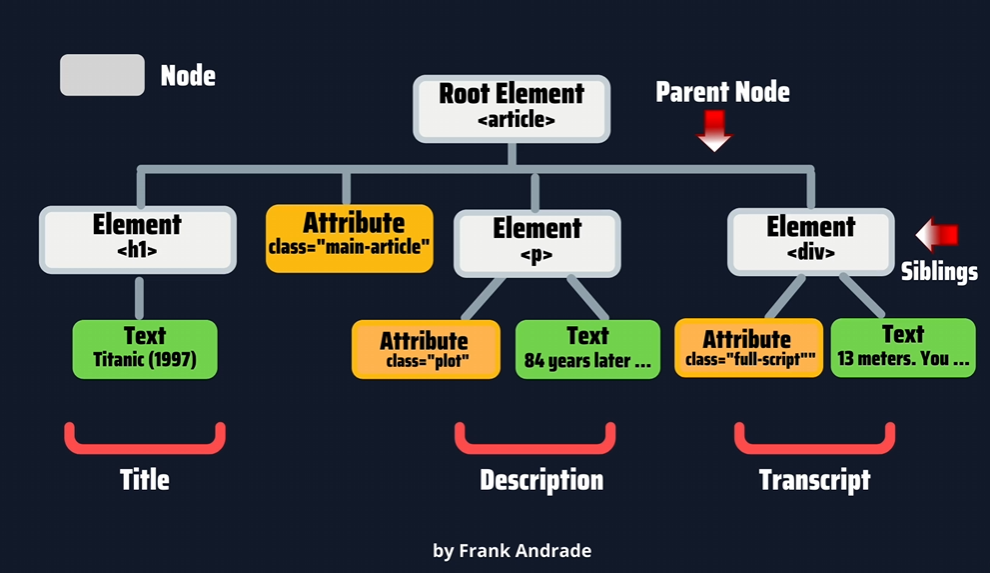 Node
Root Element
<article>
Parent Node
Element
<h1>
Attribute
class="main-article"
Element
<p>
Element
<div>
Siblings
Text
Titanic (1997)
Attribute
class="plot"
Text
84 years later ...
Attribute
class="full-script""
Text
13 meters. You ...
Title
Description
Transcript
by Frank Andrade